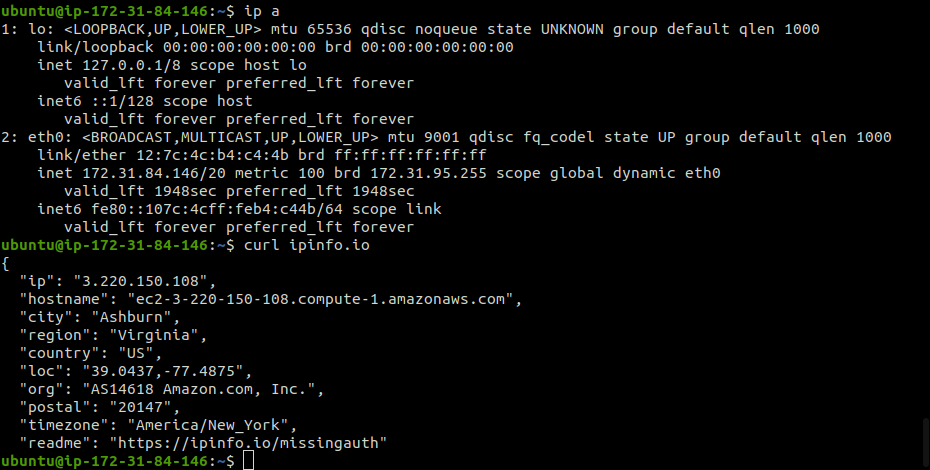 ubuntu@ip-172-31-84-146:~$ ip a
1: lo: <LOOPBACK,UP,LOWER_UP> mtu 65536 qdisc noqueue state UNKNOWN group default qlen 1000
    link/loopback 00:00:00:00:00:00 brd 00:00:00:00:00:00
    inet 127.0.0.1/8 scope host lo
       valid_lft forever preferred_lft forever
    inet6 ::1/128 scope host
       valid_lft forever preferred_lft forever
2: eth0: <BROADCAST,MULTICAST,UP,LOWER_UP> mtu 9001 qdisc fq_codel state UP group default qlen 1000
    link/ether 12:7c:4c:b4:c4:4b brd ff:ff:ff:ff:ff:ff
    inet 172.31.84.146/20 metric 100 brd 172.31.95.255 scope global dynamic eth0
       valid_lft 1948sec preferred_lft 1948sec
    inet6 fe80::107c:4cff:feb4:c44b/64 scope link
       valid_lft forever preferred_lft forever
ubuntu@ip-172-31-84-146:~$ curl ipinfo.io
{
  "ip": "3.220.150.108",
  "hostname": "ec2-3-220-150-108.compute-1.amazonaws.com",
  "city": "Ashburn",
  "region": "Virginia",
  "country": "US",
  "loc": "39.0437,-77.4875",
  "org": "AS14618 Amazon.com, Inc.",
  "postal": "20147",
  "timezone": "America/New_York",
  "readme": "https://ipinfo.io/missingauth"
ubuntu@ip-172-31-84-146:~$